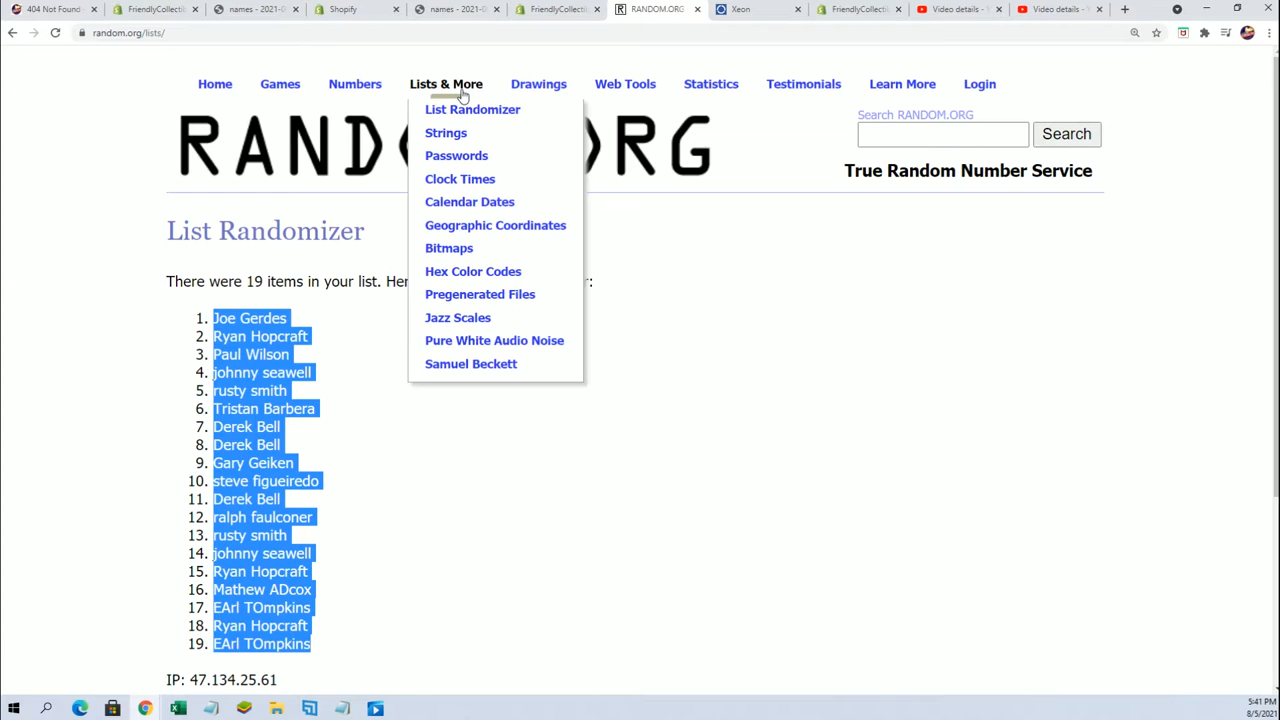 404 Not Found
FriendlyCollectib
names - 2021-0
Shopify
names - 2021-0
FriendlyCollectib
RANDOM.ORG
Xeon
FriendlyCollectib
Video details - Y
Video details - Y
random.org/lists/
Home Games Numbers Lists & More Drawings Web Tools Statistics Testimonials Learn More Login
List Randomizer
Strings
Passwords
Clock Times
Calendar Dates
Geographic Coordinates
Bitmaps
Hex Color Codes
Pregenerated Files
Jazz Scales
Pure White Audio Noise
Samuel Beckett
RAND RG
Search RANDOM.ORG
Search
True Random Number Service
List Randomizer
There were 19 items in your list. Her :
1. Joe Gerdes
2. Ryan Hopcraft
3. Paul Wilson
4. johnny seawell
5. rusty smith
6. Tristan Barbera
7. Derek Bell
8. Derek Bell
9. Gary Geiken
10. steve figueiredo
11. Derek Bell
12. ralph faulconer
13. rusty smith
14. johnny seawell
15. Ryan Hopcraft
16. Mathew ADcox
17. EArl TOmpkins
18. Ryan Hopcraft
19. EArl TOmpkins
IP: 47.134.25.61
5:41 PM
8/5/2021